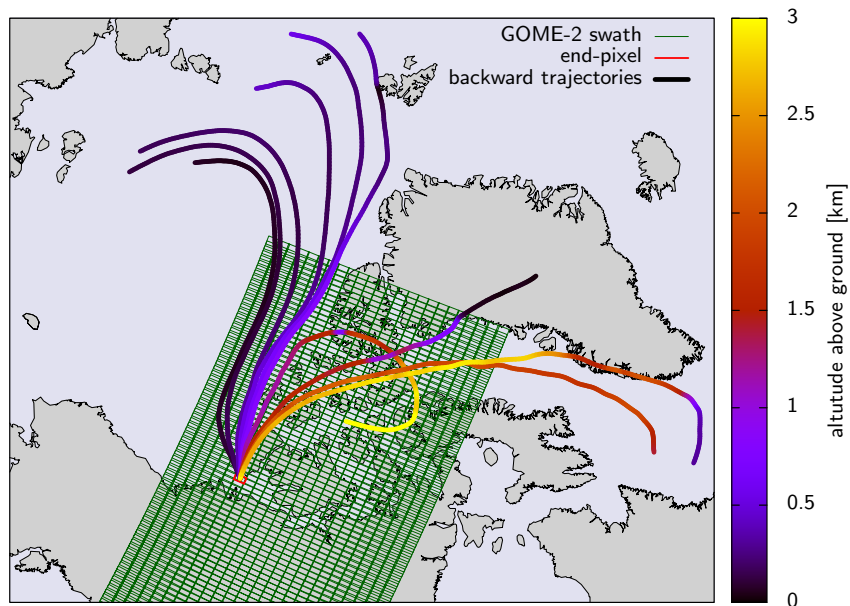 GOME-2 swath
end-pixel
backward trajectories
3
2.5
2
1.5
1
0.5
0
altutude above ground [km]